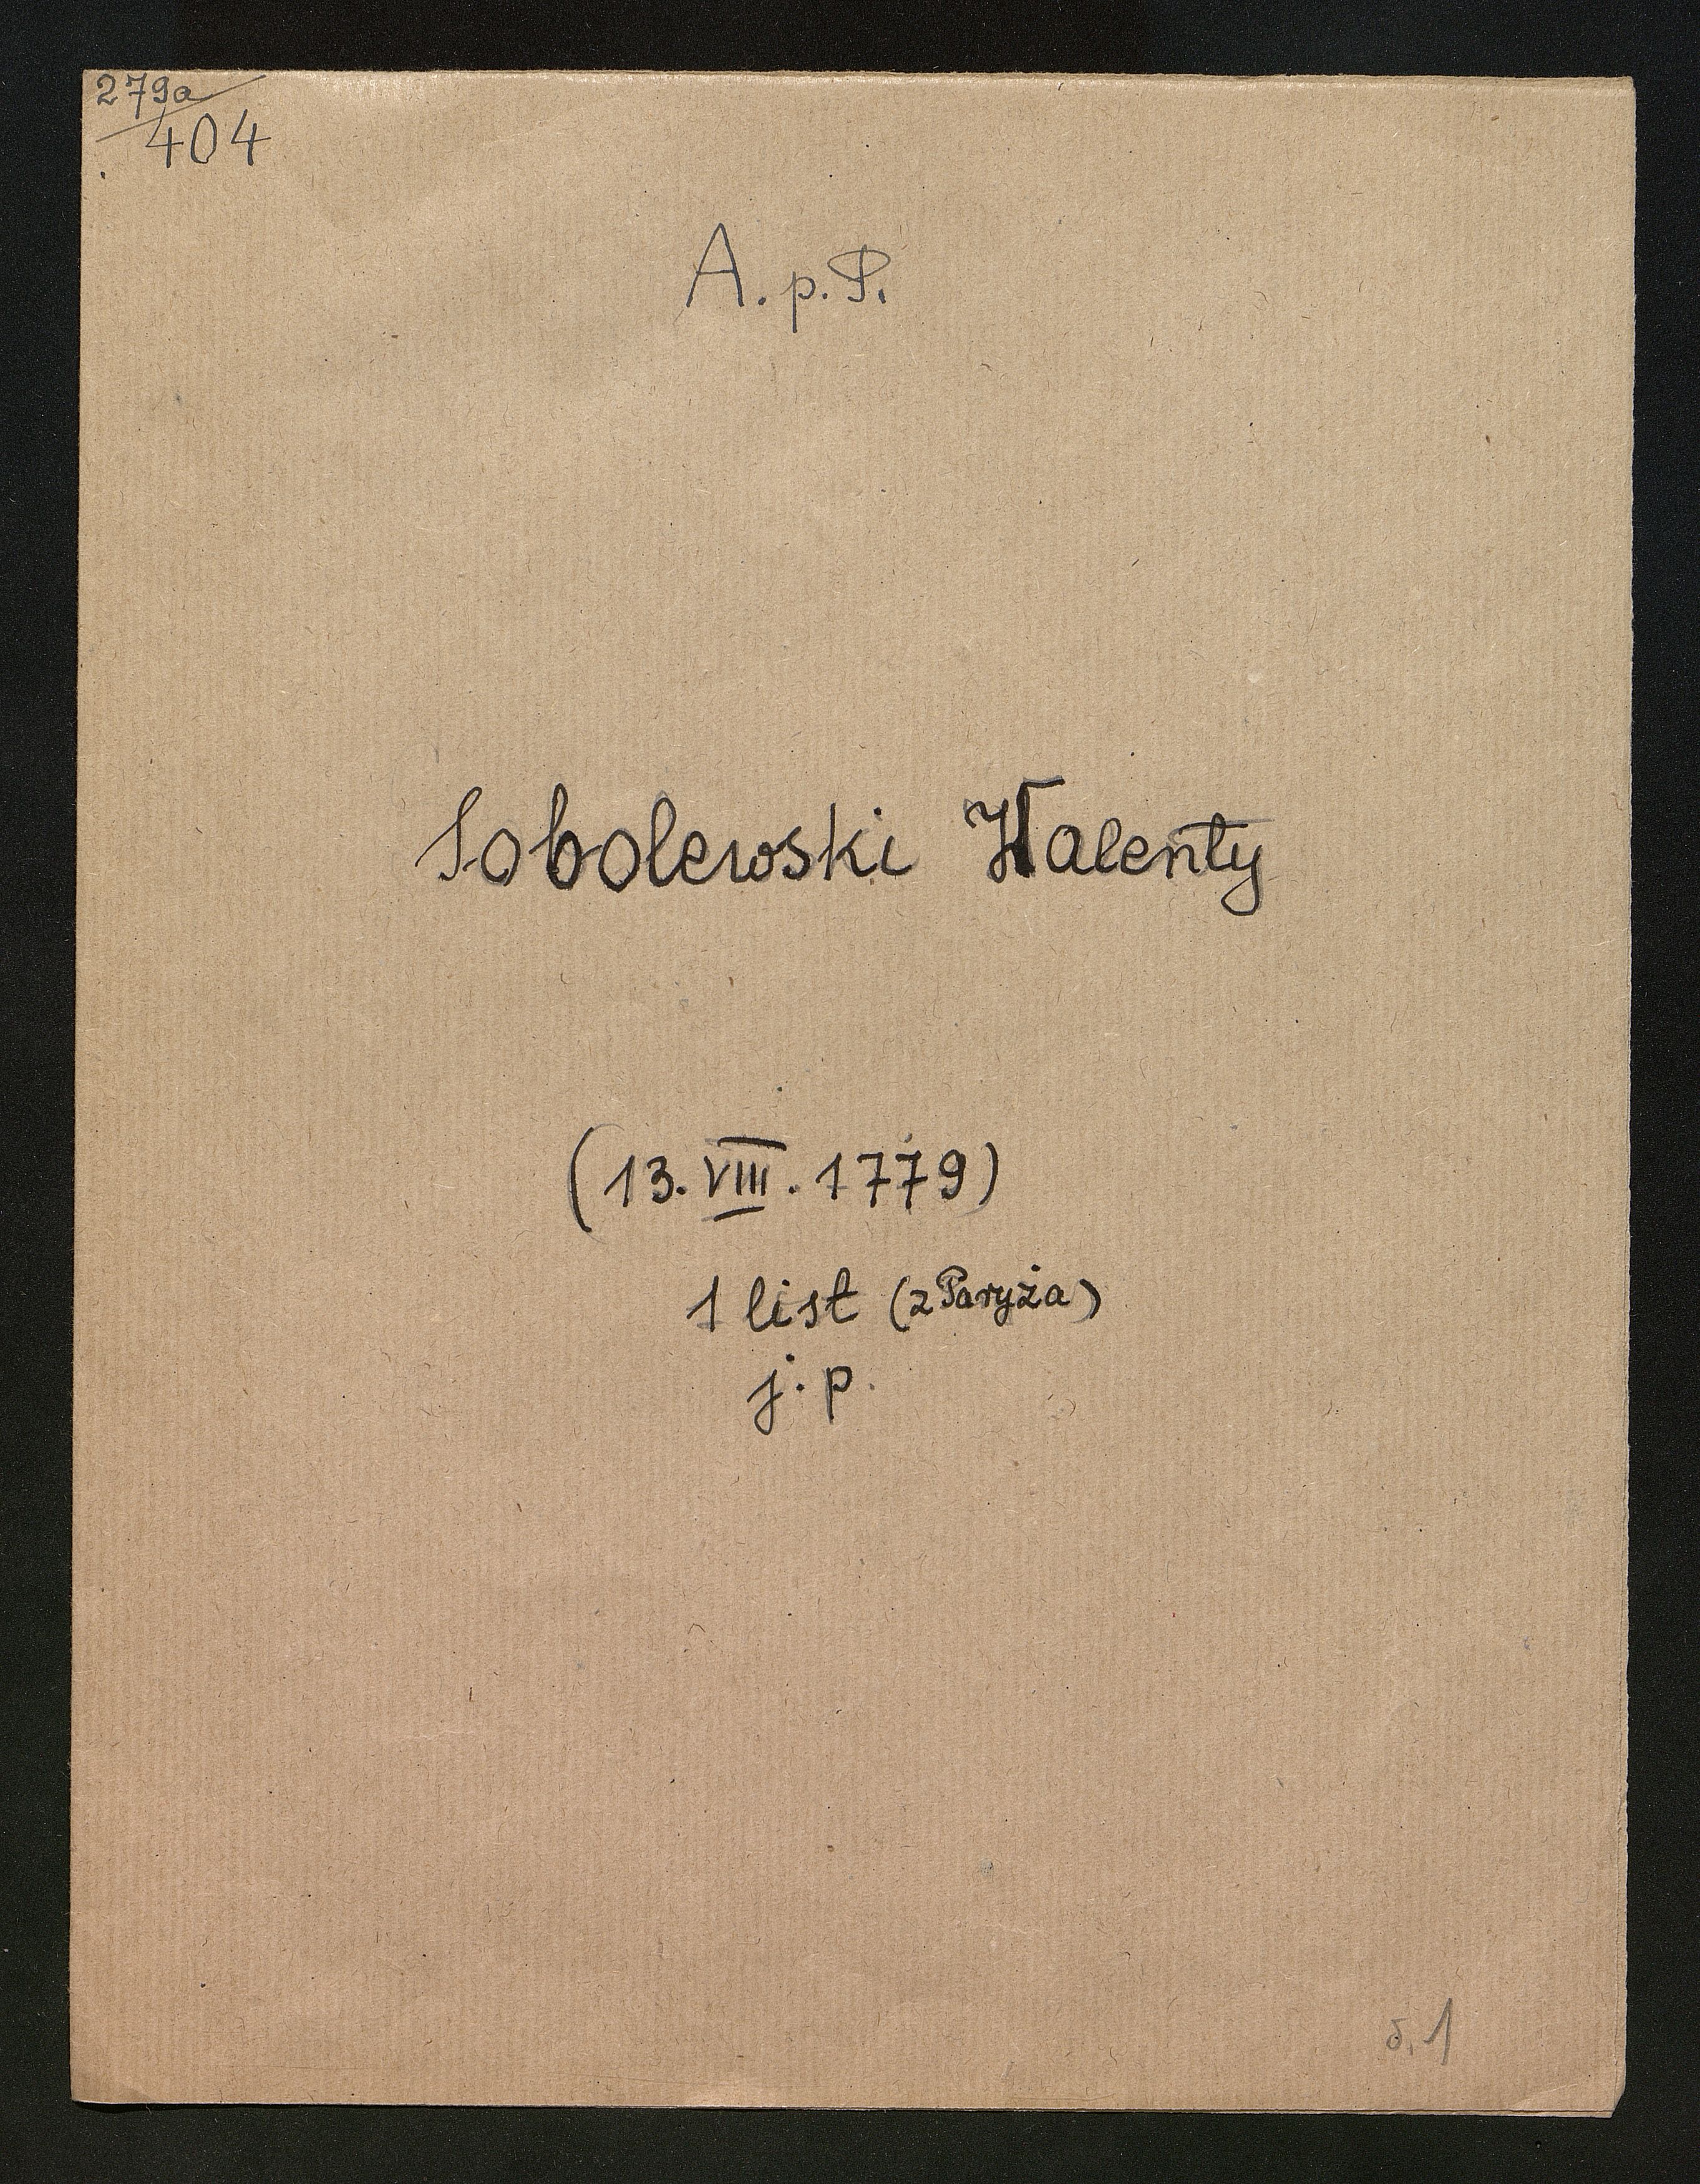 279a
404
A. p. P.
Sobolewski Walenty
(13. VIII. 1779)
1 list (z Paryża)
j. p.
s. 1